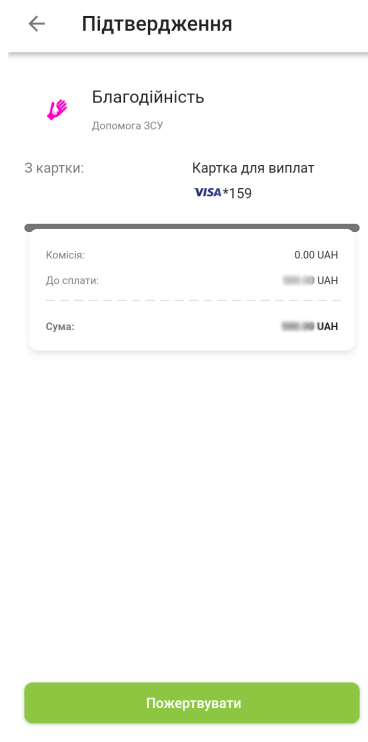 Підтвердження
Благодійність
Допомога ЗСУ
З картки:
Картка для виплат
VISA *159
Комісія: 0.00 UAH
До сплати: UAH
Сума: UAH
Пожертвувати